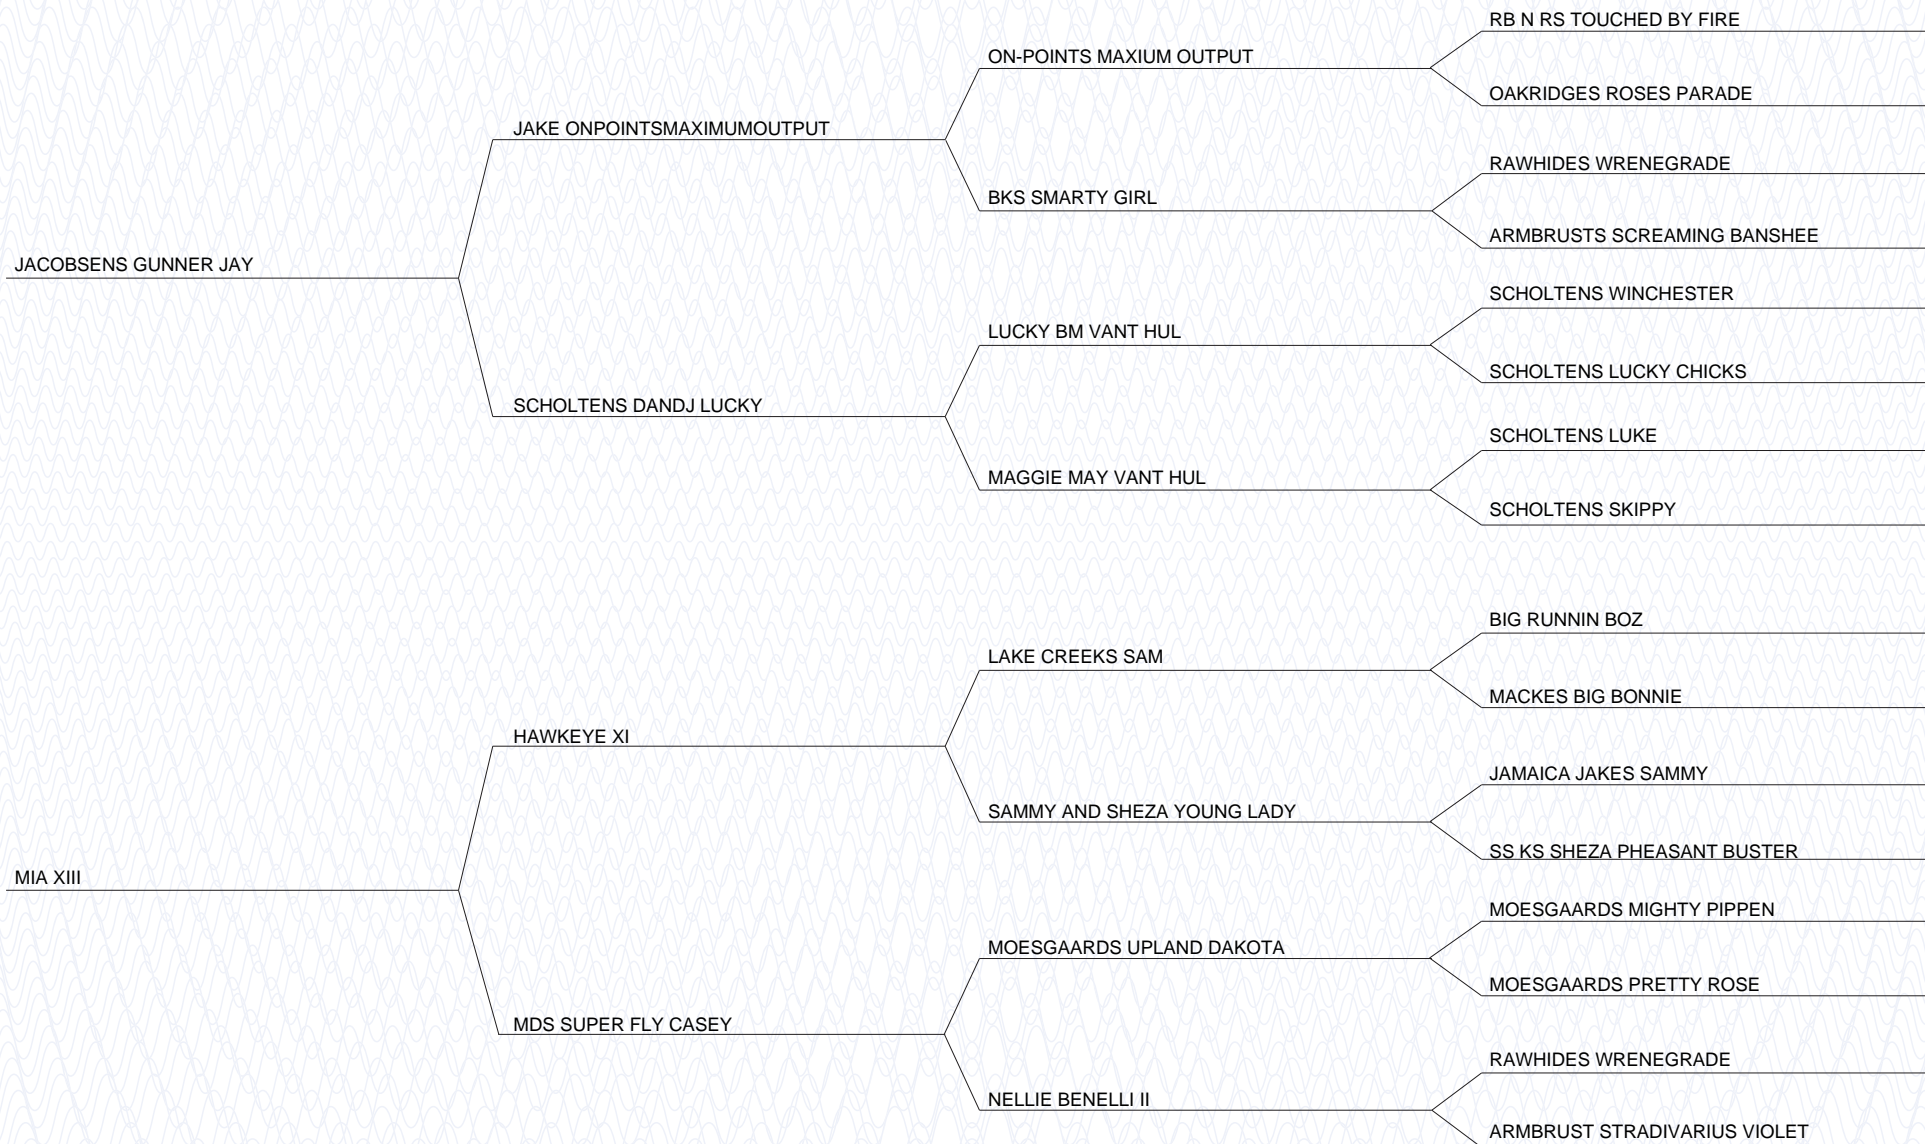 RB N RS TOUCHED BY FIRE
ON-POINTS MAXIUM OUTPUT
OAKRIDGES ROSES PARADE
JAKE ONPOINTSMAXIMUMOUTPUT
RAWHIDES WRENEGRADE
BKS SMARTY GIRL
ARMBRUSTS SCREAMING BANSHEE
JACOBSENS GUNNER JAY
SCHOLTENS WINCHESTER
LUCKY BM VANT HUL
SCHOLTENS LUCKY CHICKS
SCHOLTENS DANDJ LUCKY
SCHOLTENS LUKE
MAGGIE MAY VANT HUL
SCHOLTENS SKIPPY
BIG RUNNIN BOZ
LAKE CREEKS SAM
MACKES BIG BONNIE
HAWKEYE XI
JAMAICA JAKES SAMMY
SAMMY AND SHEZA YOUNG LADY
SS KS SHEZA PHEASANT BUSTER
MIA XIII
MOESGAARDS MIGHTY PIPPEN
MOESGAARDS UPLAND DAKOTA
MOESGAARDS PRETTY ROSE
MDS SUPER FLY CASEY
RAWHIDES WRENEGRADE
NELLIE BENELLI II
ARMBRUST STRADIVARIUS VIOLET